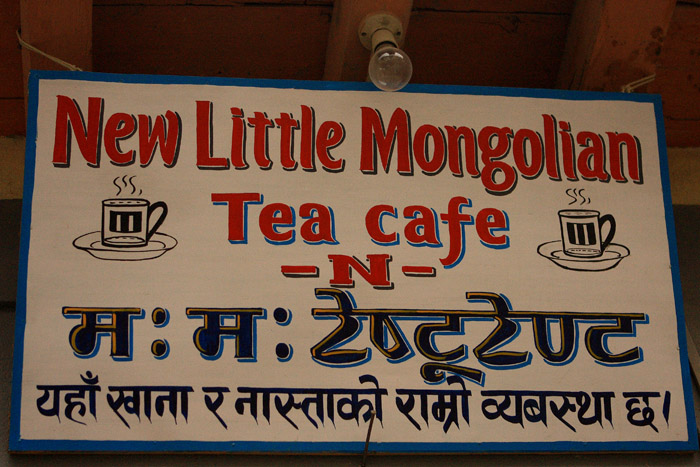 New Little Mongolian
Tea cafe
-N-
म: म: रेष्टूरेण्ट
यहाँ खाना र नास्ताको राम्रो व्यबस्था छ।